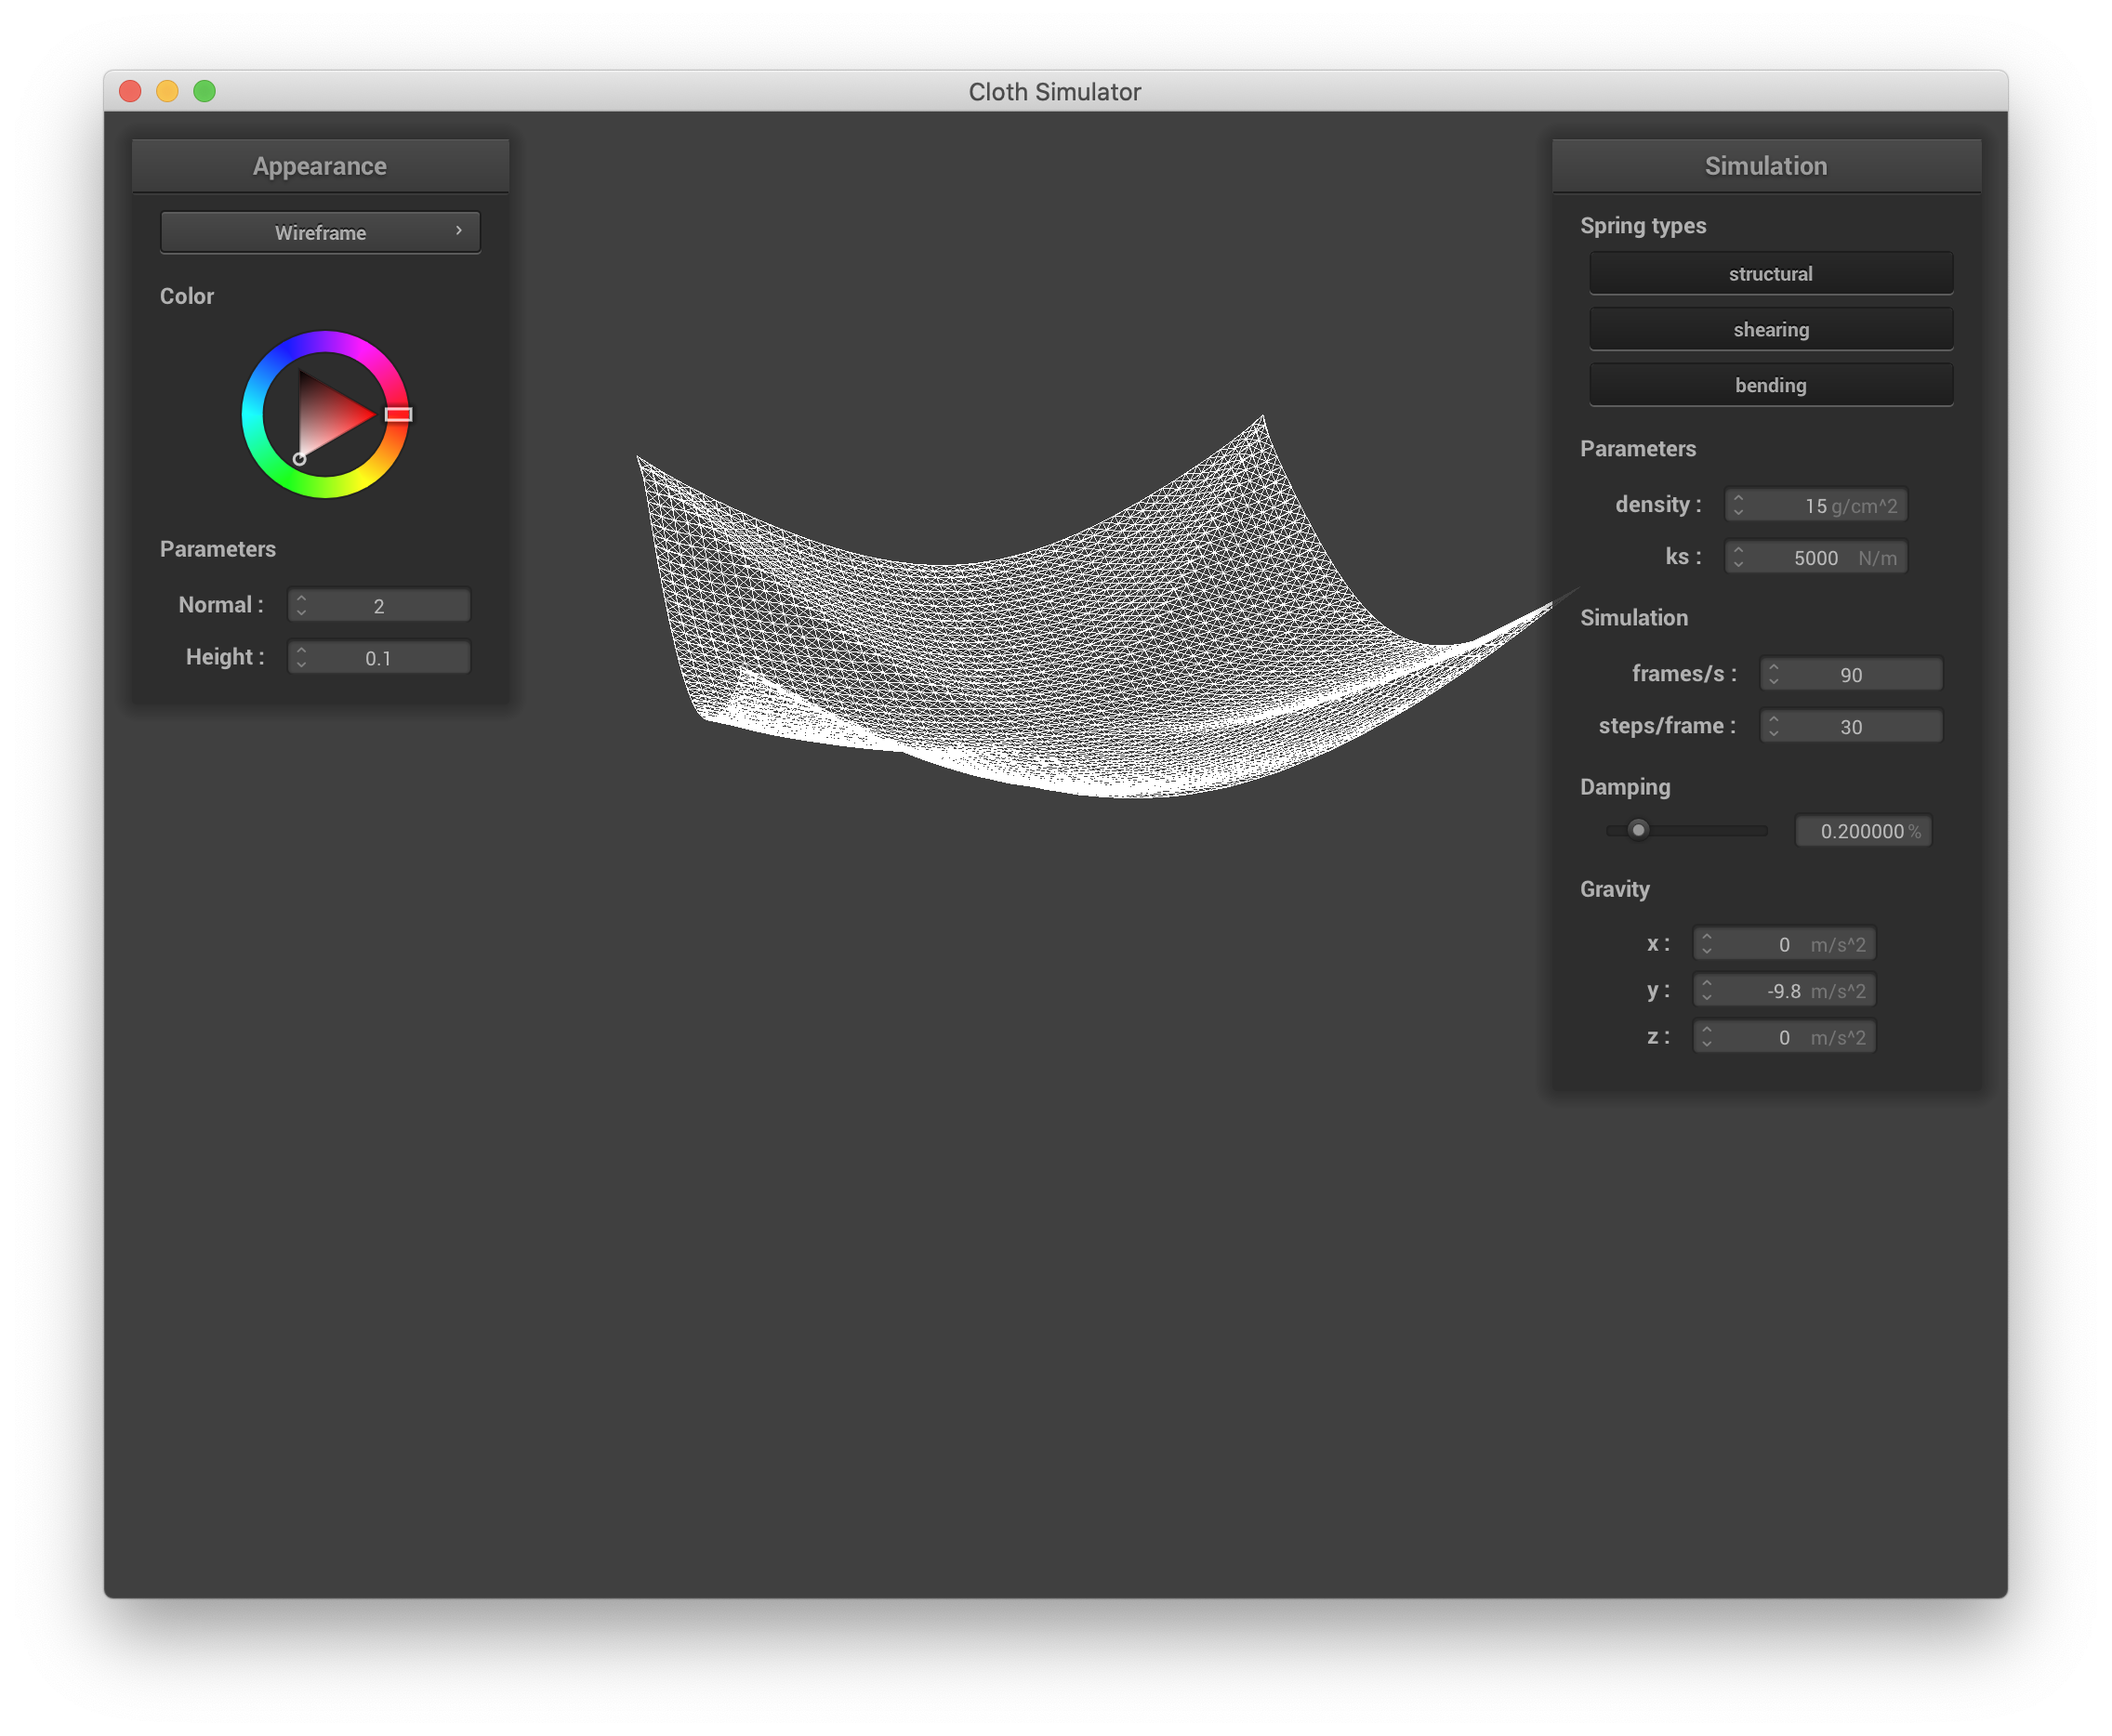 Cloth Simulator
Appearance
Wireframe
Color
Parameters
Normal : 2
Height : 0.1
Simulation
Spring types
structural
shearing
bending
Parameters
density : 15 g/cm^2
ks : 5000 N/m
Simulation
frames/s : 90
steps/frame : 30
Damping
0.200000 %
Gravity
x : 0 m/s^2
y : -9.8 m/s^2
z : 0 m/s^2